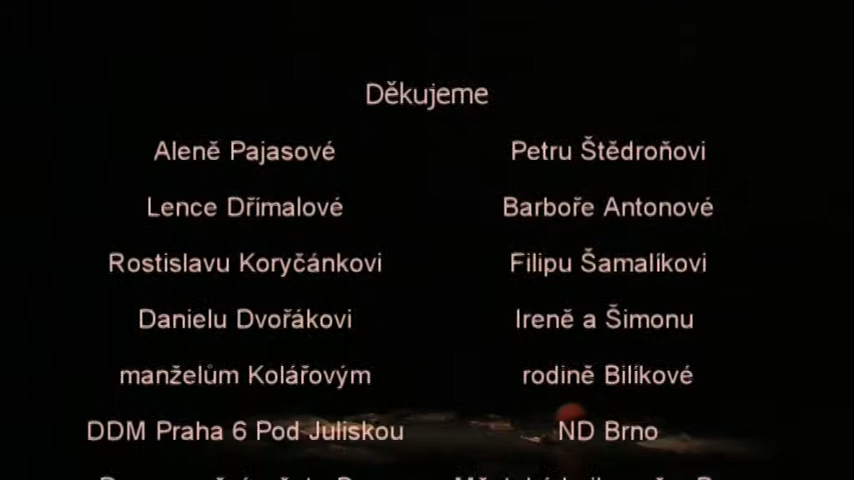 Děkujeme
Aleně Pajasové Petru Štědroňovi
Lence Dřímalové Barboře Antonové
Rostislavu Koryčánkovi Filipu Šamalíkovi
Danielu Dvořákovi Ireně a Šimonu
manželům Kolářovým rodině Bilíkové
DDM Praha 6 Pod Juliskou ND Brno